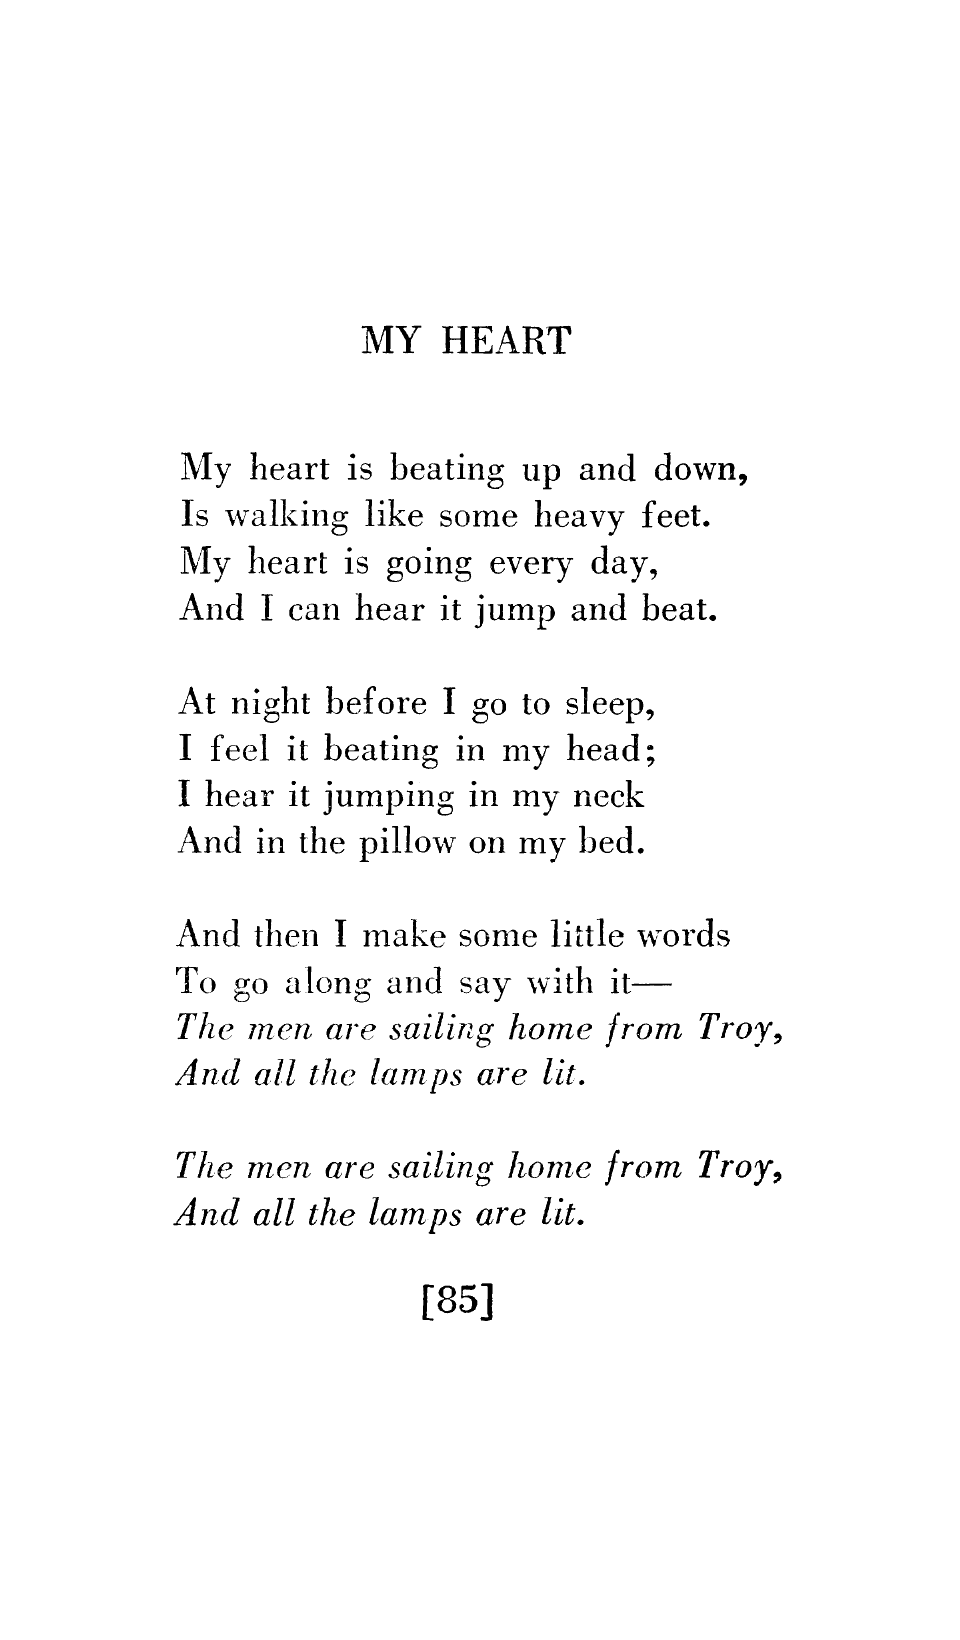 MY HEART
My heart is beating up and down,
Is walking like some heavy feet.
My heart is going every day,
And I can hear it jump and beat.
At night before I go to sleep,
I feel it beating in my head;
I hear it jumping in my neck
And in the pillow on my bed.
And then I make some little words
To go along and say with it—
The men are sailing home from Troy,
And all the lamps are lit.
The men are sailing home from Troy,
And all the lamps are lit.
[85]